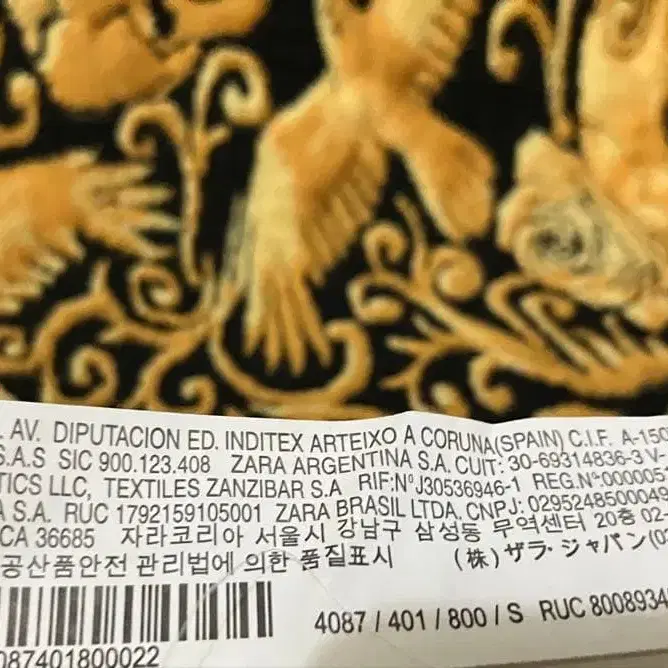 . AV. DIPUTACION ED. INDITEX ARTEIXO A CORUNA(SPAIN) C.I.F. A-150
S.A.S SIC 900.123.408 ZARA ARGENTINA S.A. CUIT: 30-69314836-3 V-
TICS LLC, TEXTILES ZANZIBAR S.A RIF:NºJ30536946-1 REG.Nº:0000057
A S.A. RUC 1792159105001 ZARA BRASIL LTDA. CNPJ: 0295248500045
CA 36685 자라코리아 서울시 강남구 삼성동 무역센터 20층 02-
공산품안전 관리법에 의한 품질표시 (株) ザラ・ジャパン(0
4087 / 401 / 800 / S RUC 8008934
087401800022